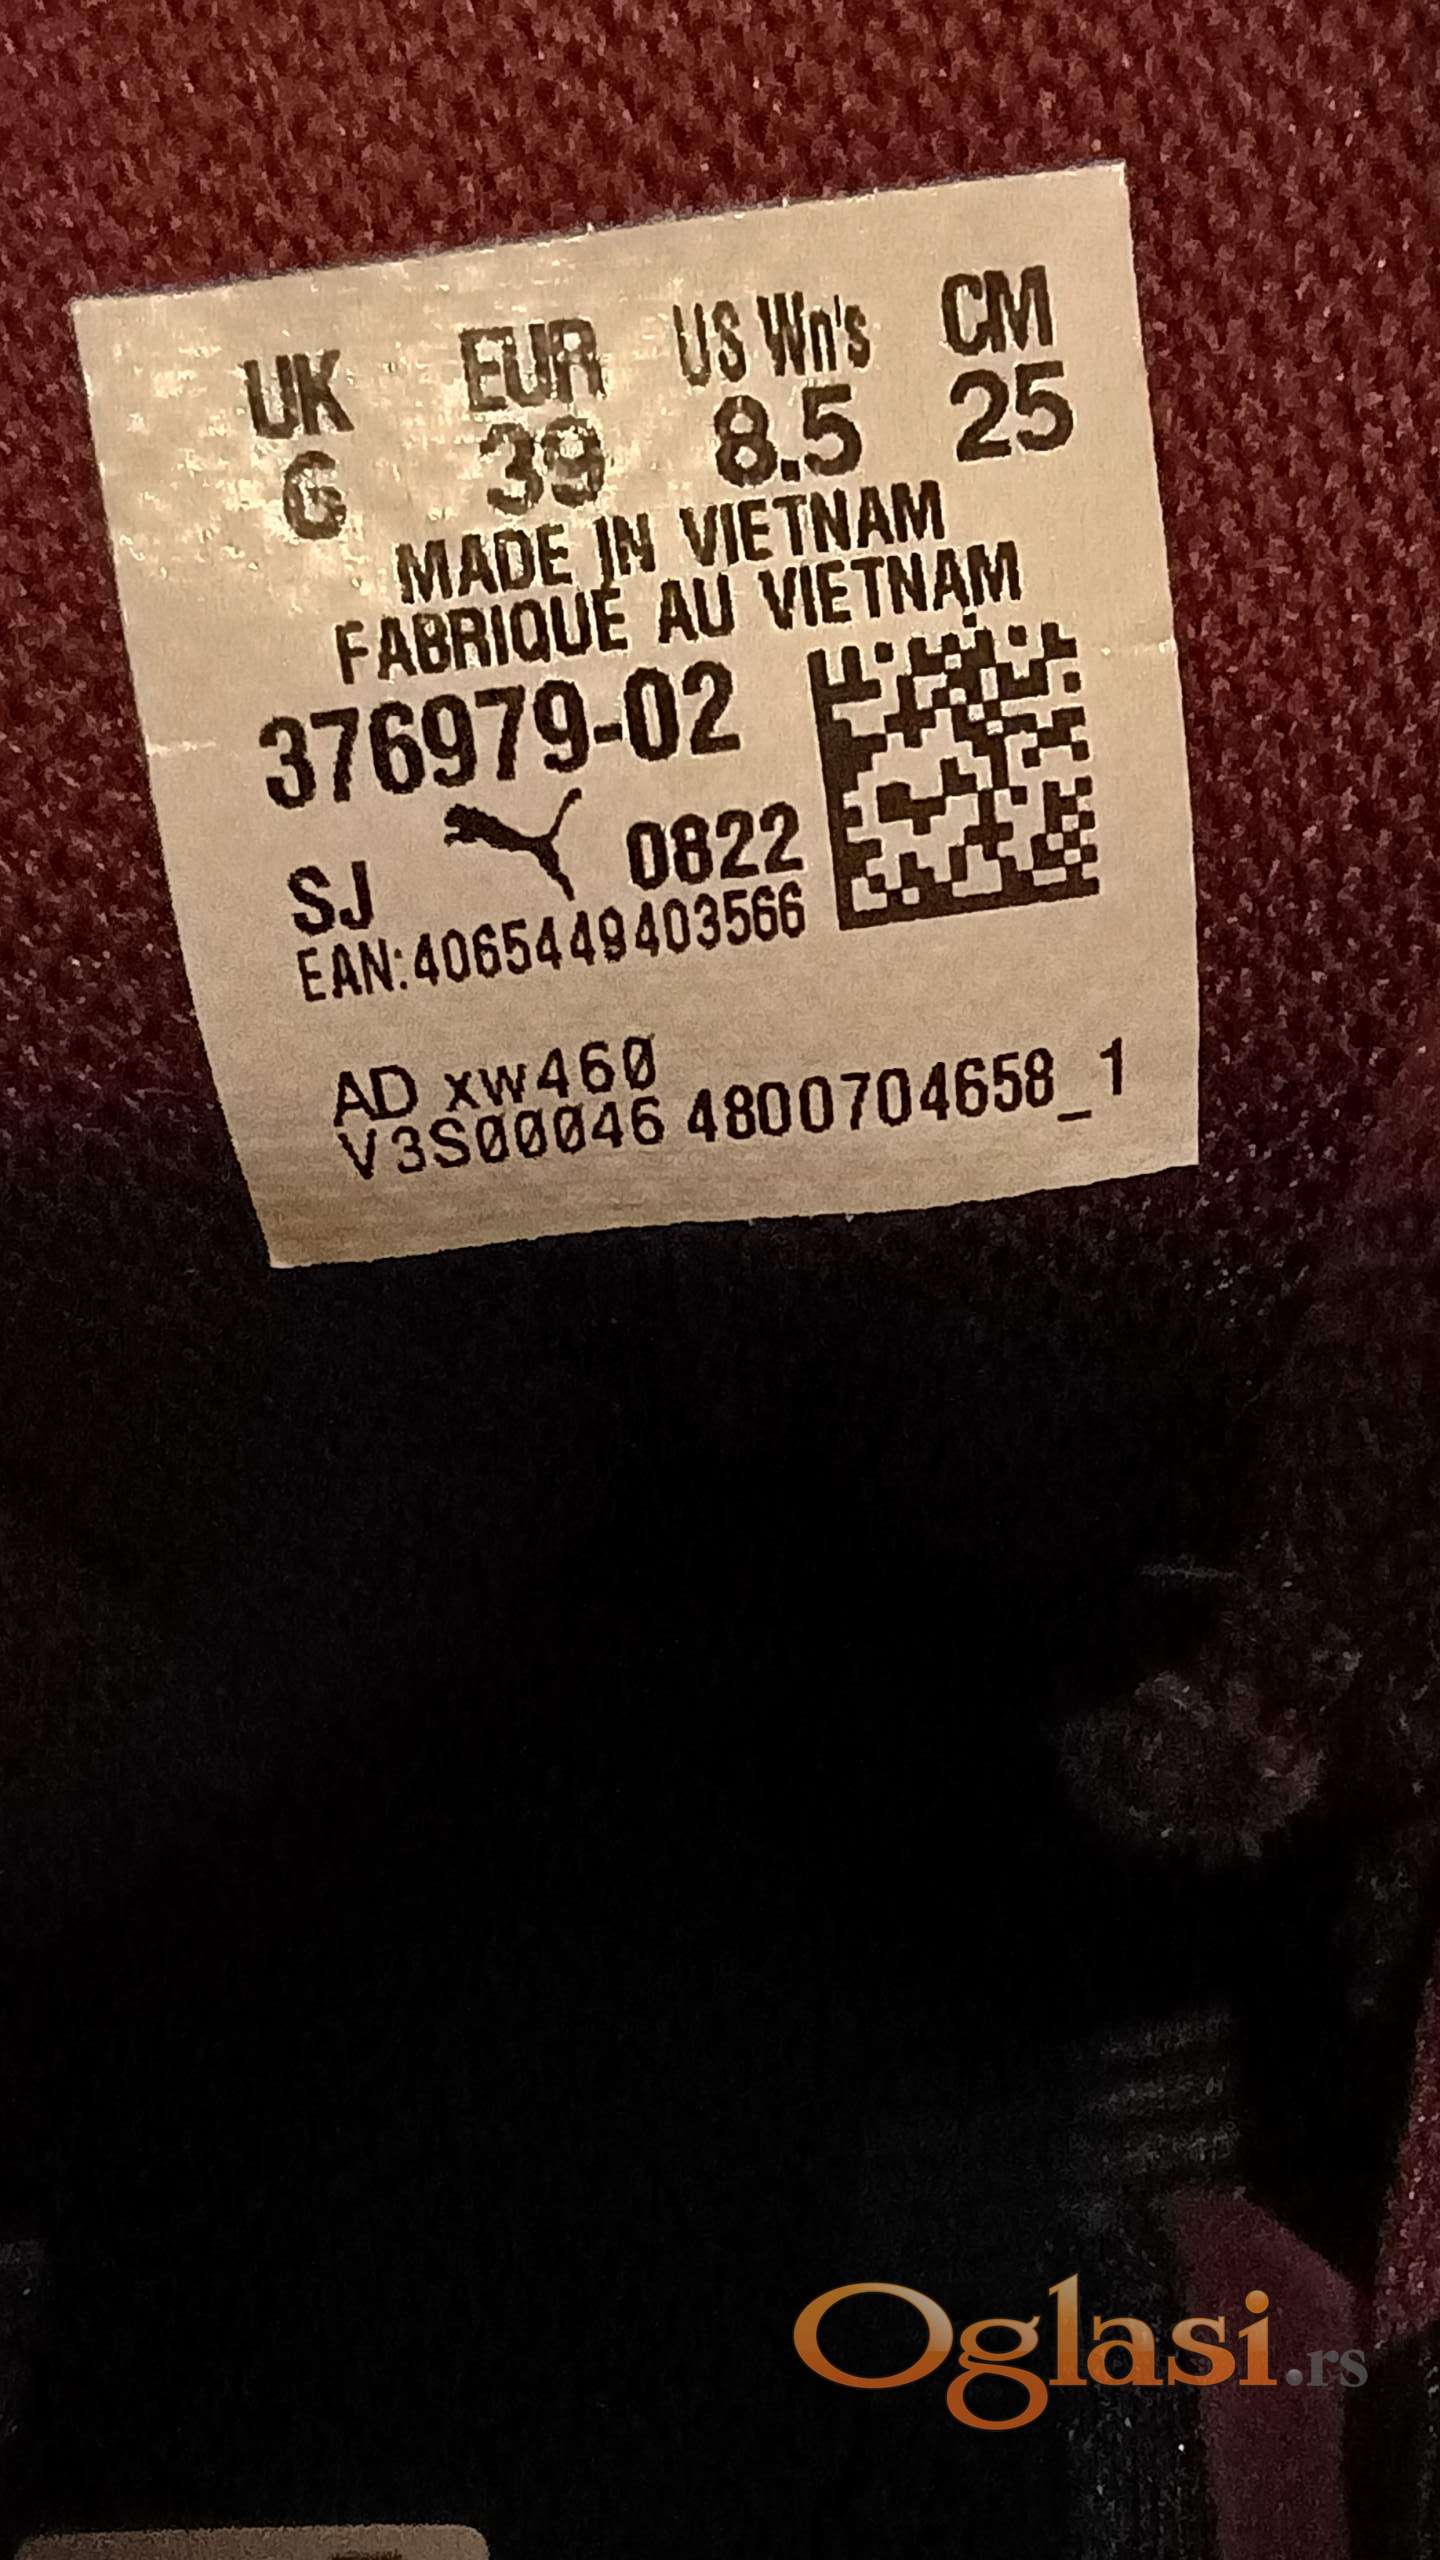 UK EUR US Wn's CM
6 39 8.5 25
MADE IN VIETNAM
FABRIQUÉ AU VIETNAM
376979-02
SJ 0822
EAN:4065449403566
AD xw460
V3S00046 4800704658_1
Oglasi.rs